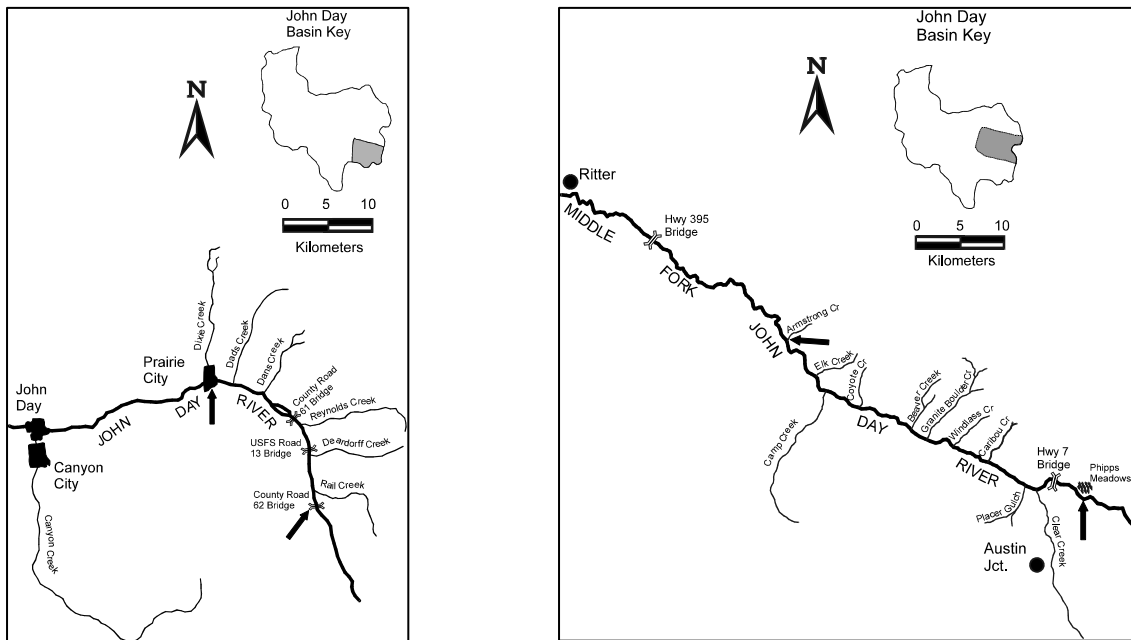 John Day
Basin Key
N
0 5 10
Kilometers
Dixie Creek
Dads Creek
Dans Creek
Prairie
City
County Road
61 Bridge
Reynolds Creek
John
Day
JOHN DAY RIVER
USFS Road
13 Bridge
Deardorff Creek
Canyon
City
Rail Creek
County Road
62 Bridge
Canyon Creek
John Day
Basin Key
N
Ritter
0 5 10
Kilometers
Hwy 395
Bridge
MIDDLE FORK JOHN DAY RIVER
Armstrong Cr
Elk Creek
Coyote Cr
Beaver Creek
Granite Boulder Cr
Windlass Cr
Caribou Cr
Camp Creek
Hwy 7
Bridge
Phipps
Meadows
Placer Gulch
Clear Creek
Austin
Jct.